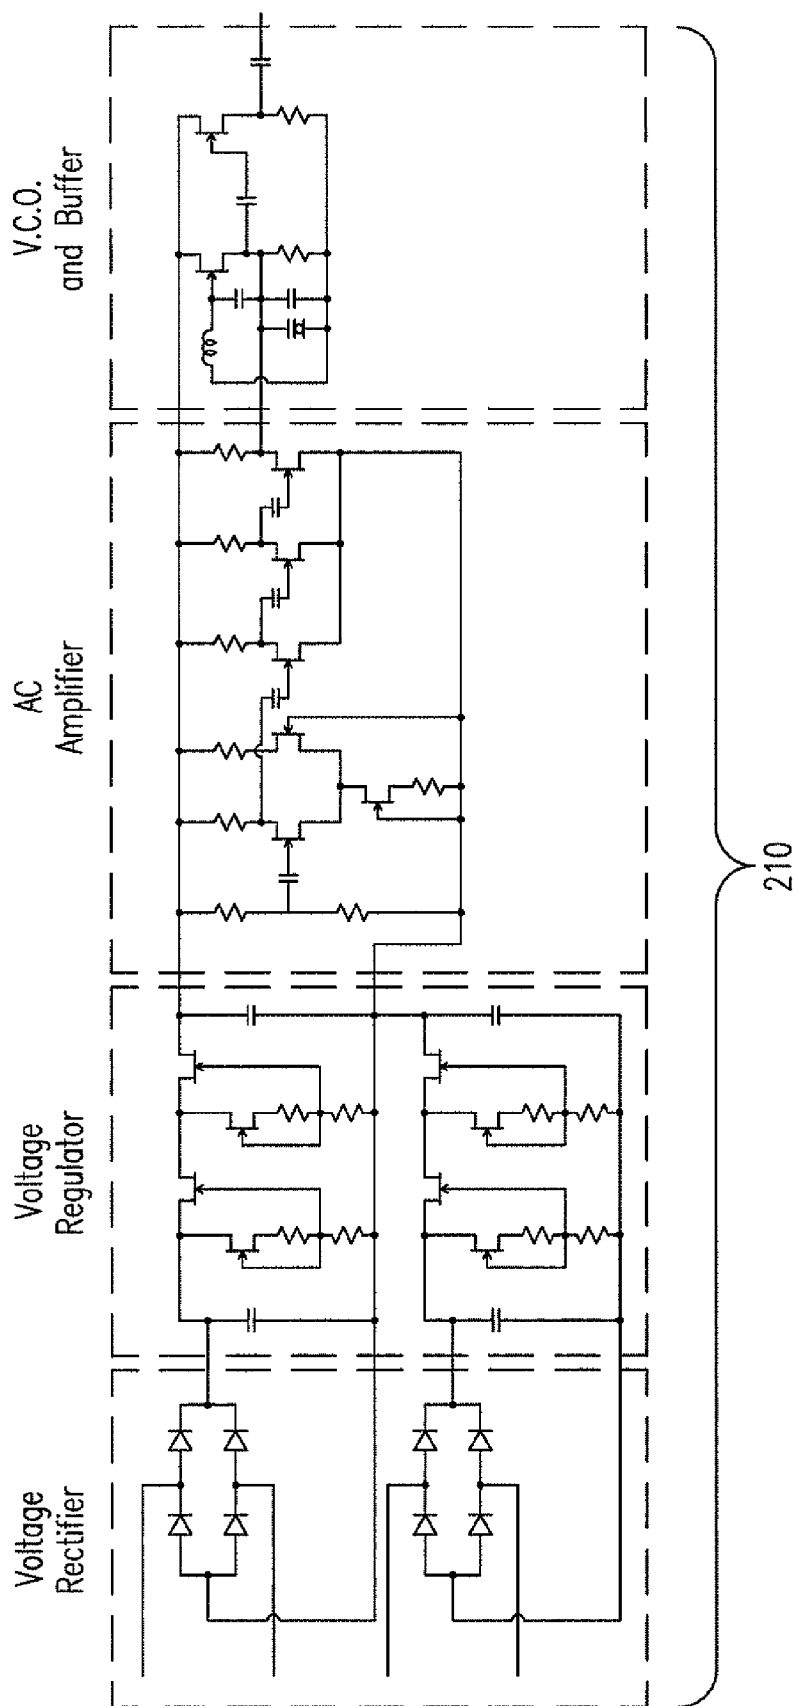 Voltage
Rectifier
Voltage
Regulator
AC
Amplifier
V.C.O.
and Buffer
210